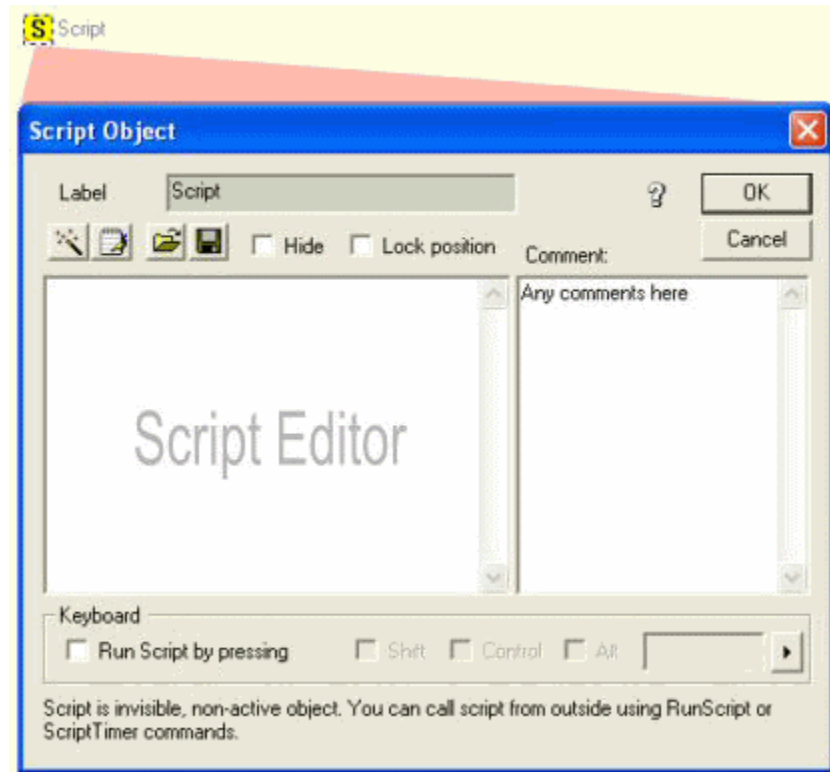 S Script
Script Object
Label Script ? OK
Hide Lock position Comment: Cancel
Script Editor
Any comments here
Keyboard
Run Script by pressing Shift Control Alt
Script is invisible, non-active object. You can call script from outside using RunScript or
ScriptTimer commands.